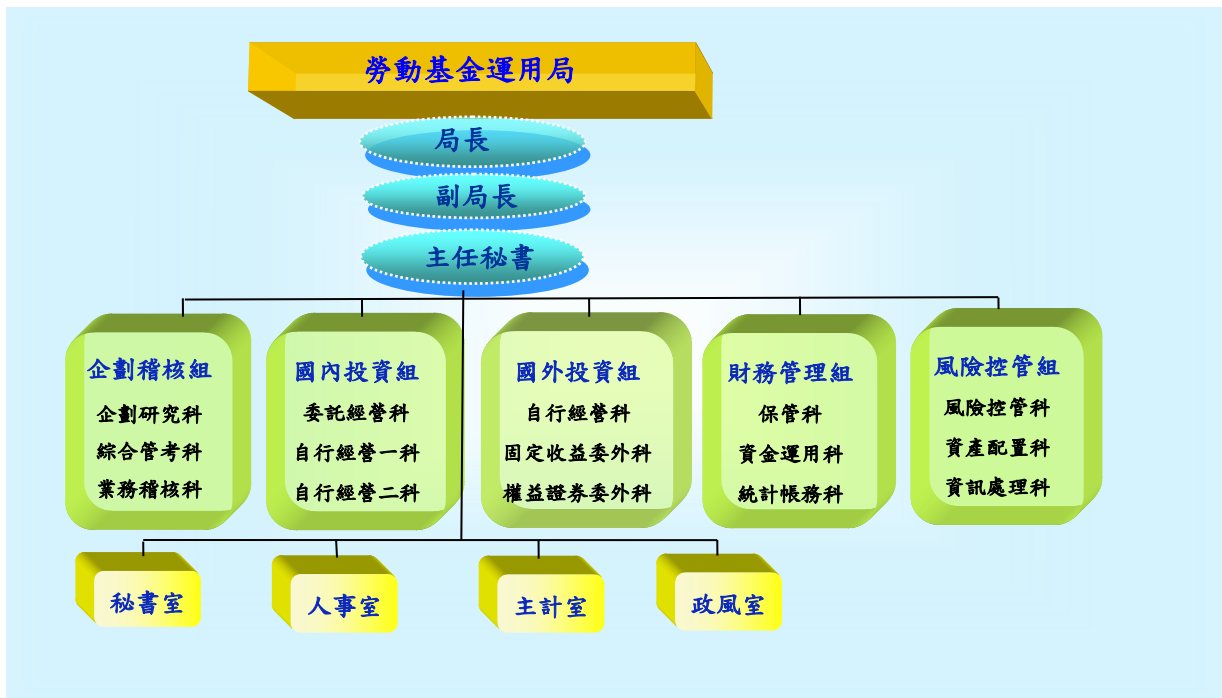 勞動基金運用局
局長
副局長
主任秘書
企劃稽核組
企劃研究科
綜合管考科
業務稽核科
國內投資組
委託經營科
自行經營一科
自行經營二科
國外投資組
自行經營科
固定收益委外科
權益證券委外科
財務管理組
保管科
資金運用科
統計帳務科
風險控管組
風險控管科
資產配置科
資訊處理科
秘書室
人事室
主計室
政風室